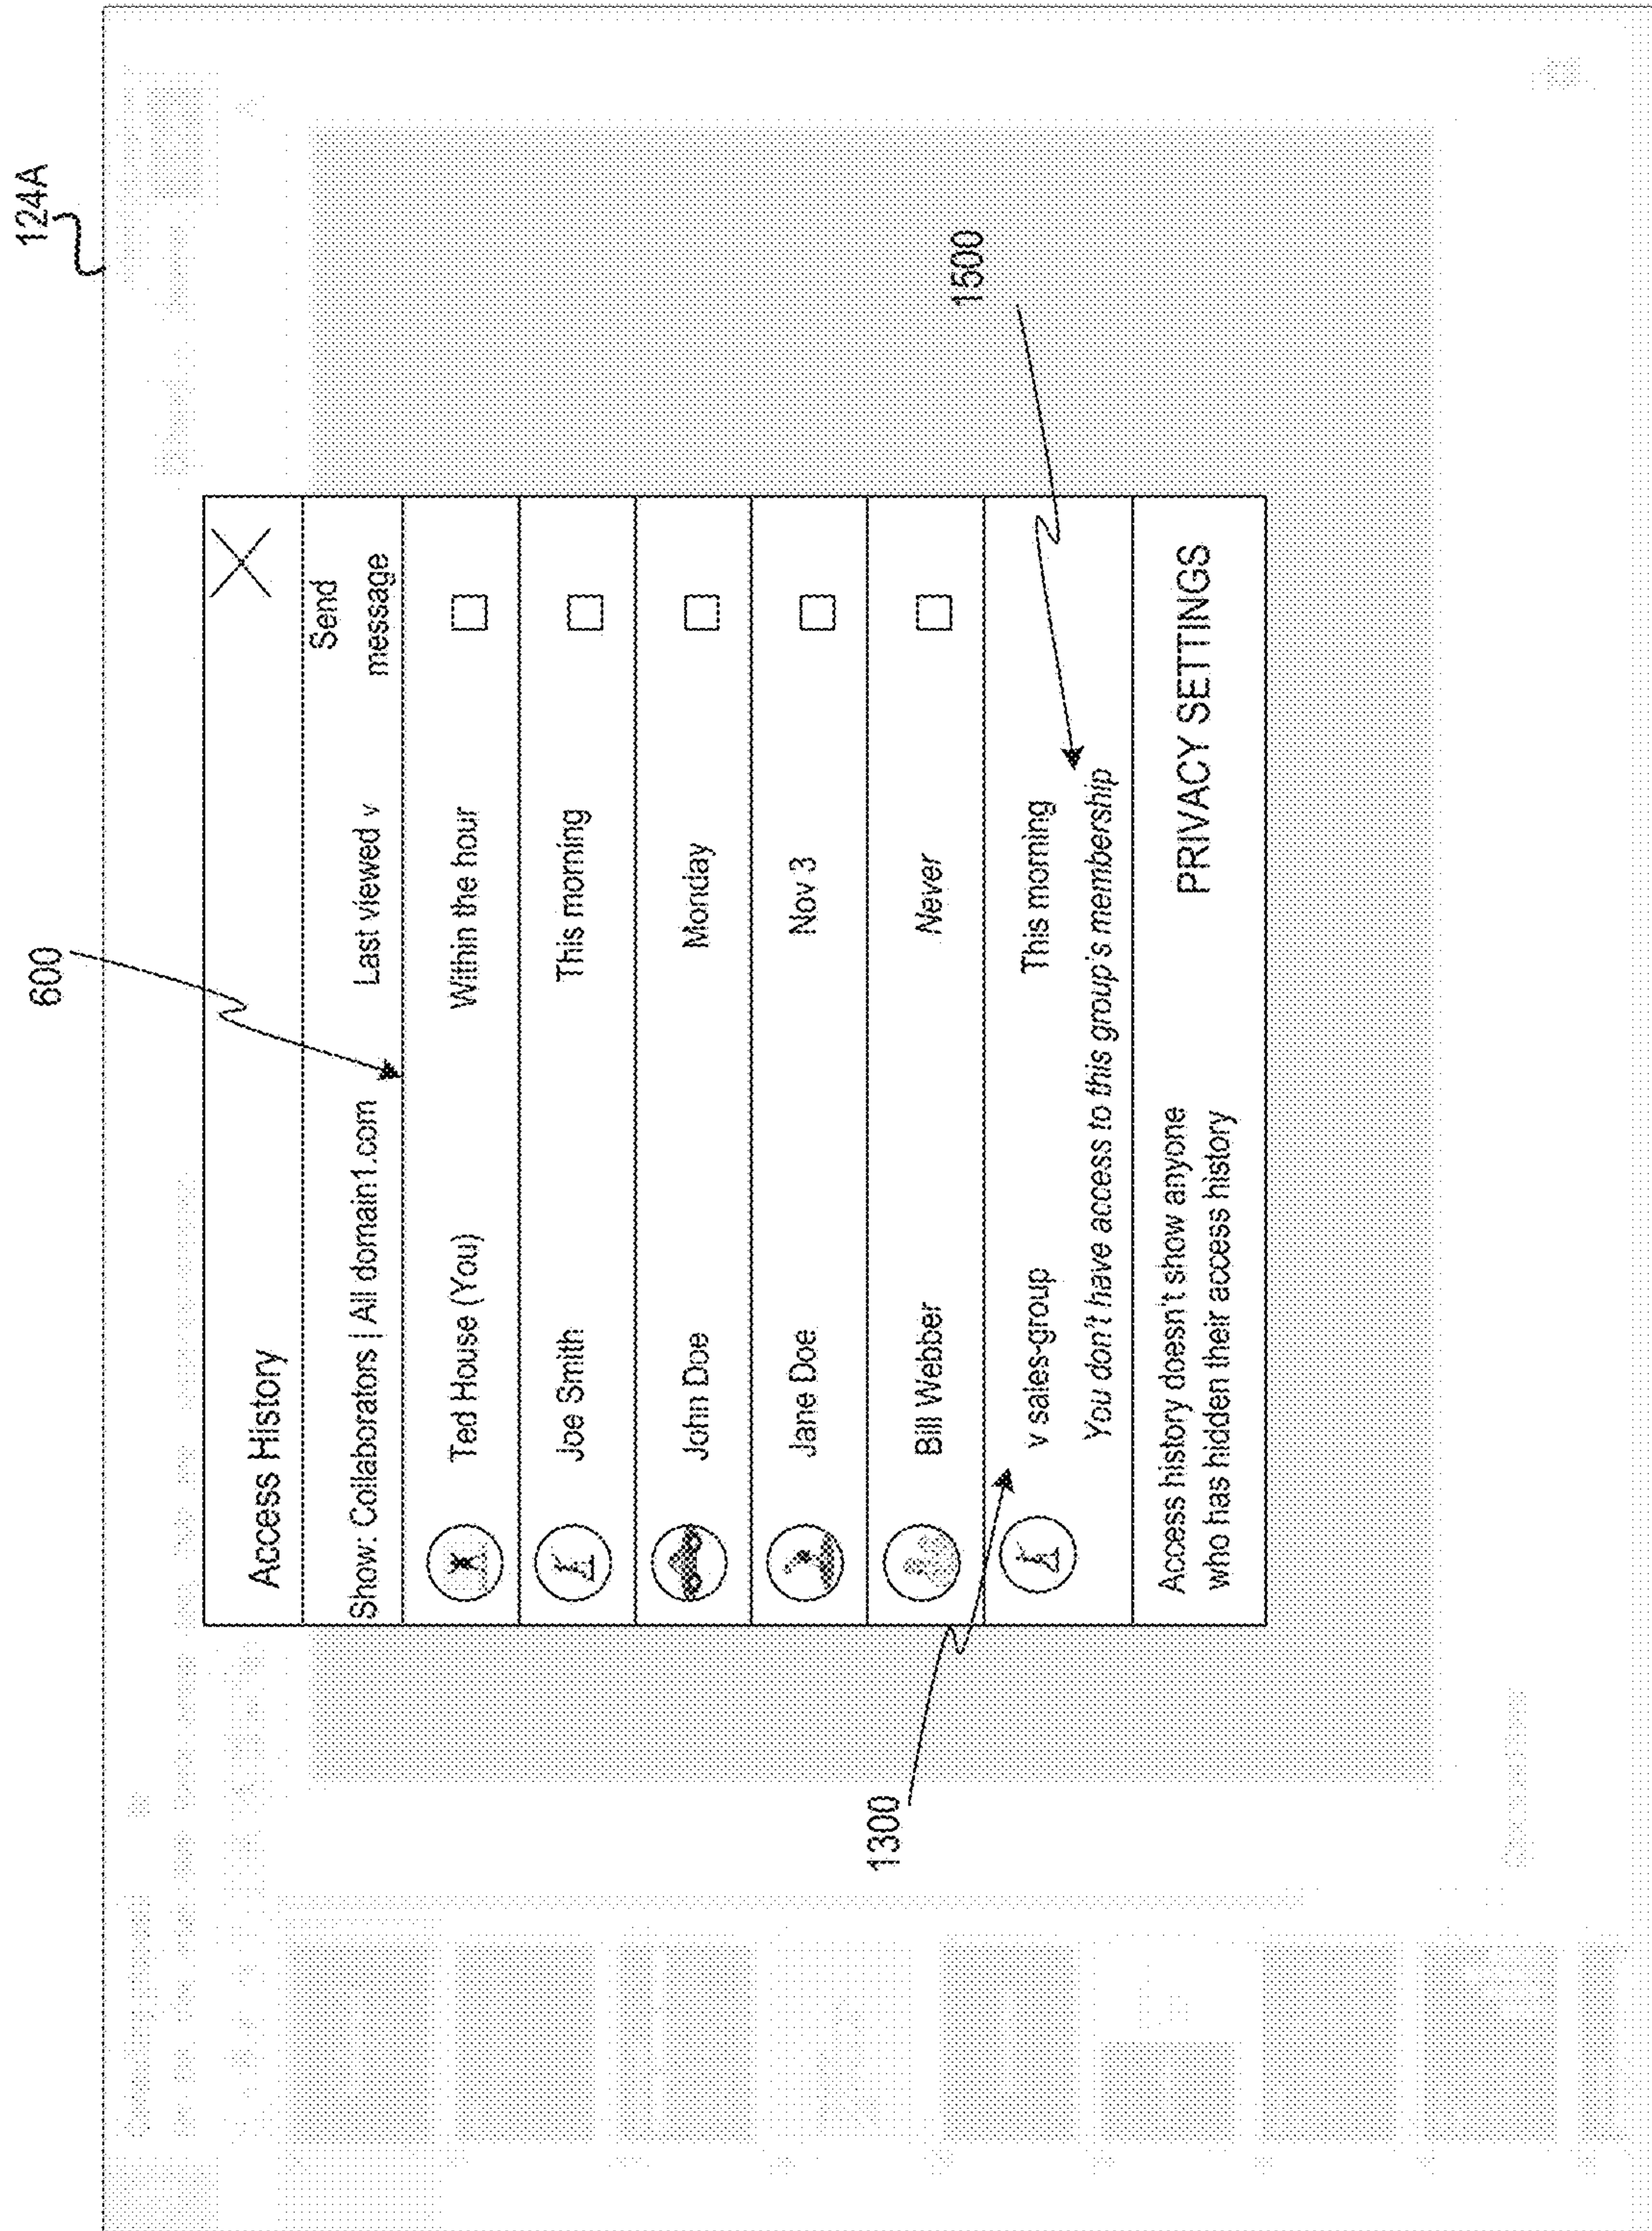 124A
600
Access History
Send
Show: Collaborators | All domain1.com Last viewed v message
Ted House (You) Within the hour
Joe Smith This morning
John Doe Monday
Jane Doe Nov 3
Bill Webber Never
1500
1300
v sales-group This morning
You don't have access to this group's membership
Access history doesn't show anyone
who has hidden their access history
PRIVACY SETTINGS